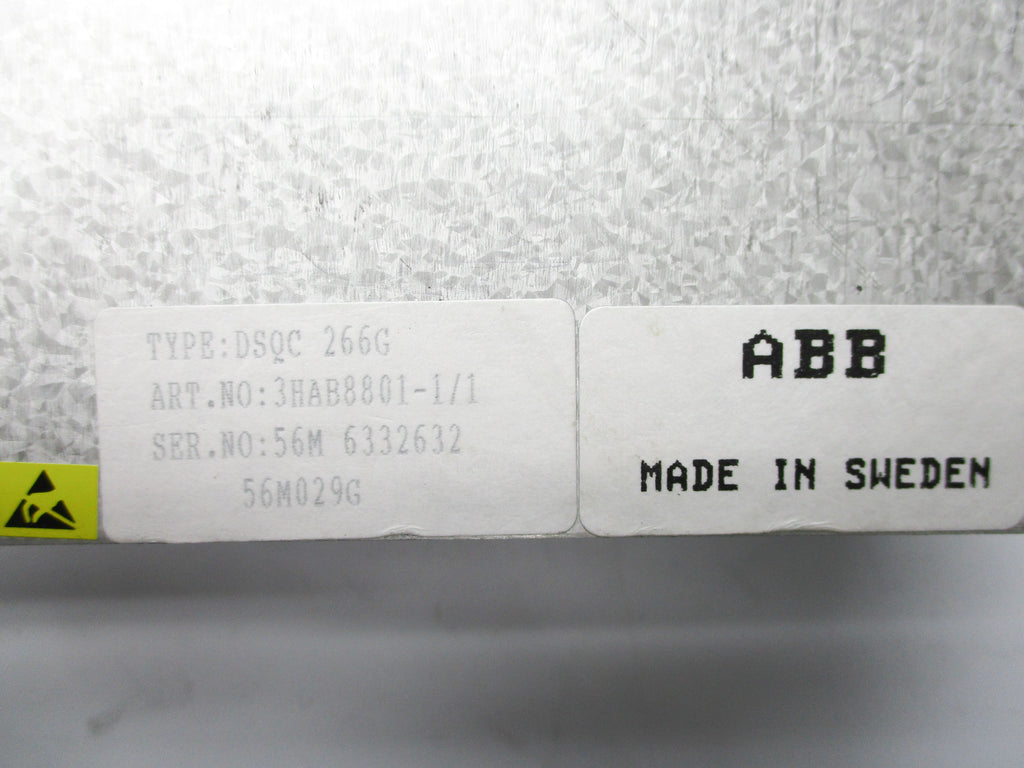 TYPE:DSQC 266G
ART.NO:3HAB8801-1/1
SER.NO:56M 6332632
56M029G
ABB
MADE IN SWEDEN